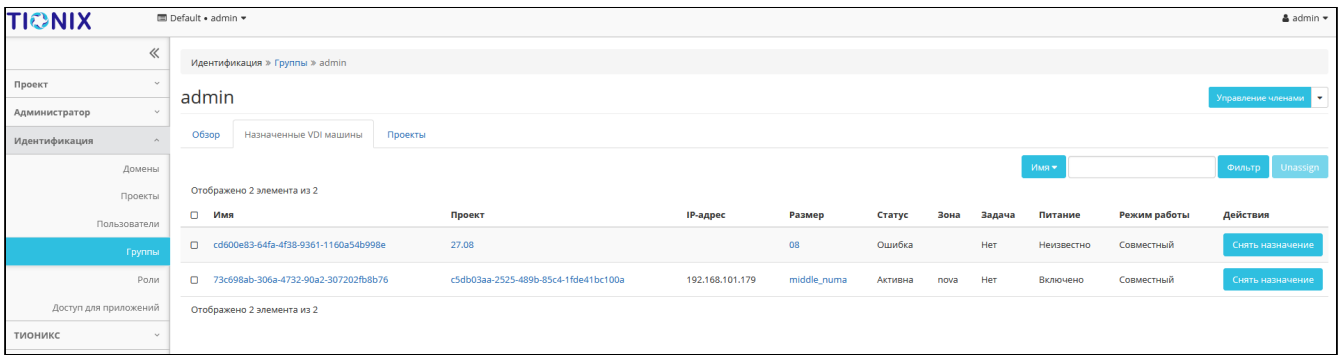 TIONIX
Default • admin
admin
Идентификация » Группы » admin
Проект
admin
Управление членами
Администратор
Идентификация
Обзор
Назначенные VDI машины
Проекты
Домены
Имя
Фильтр
Unassign
Проекты
Отображено 2 элемента из 2
Имя Проект IP-адрес Размер Статус Зона Задача Питание Режим работы Действия
Пользователи
cd600e83-64fa-4f38-9361-1160a54b998e 27.08 08 Ошибка Нет Неизвестно Совместный Снять назначение
Группы
Роли
73c698ab-306a-4732-90a2-307202fb8b76 c5db03aa-2525-489b-85c4-1fde41bc100a 192.168.101.179 middle_numa Активна nova Нет Включено Совместный Снять назначение
Доступ для приложений
Отображено 2 элемента из 2
ТИОНИКС